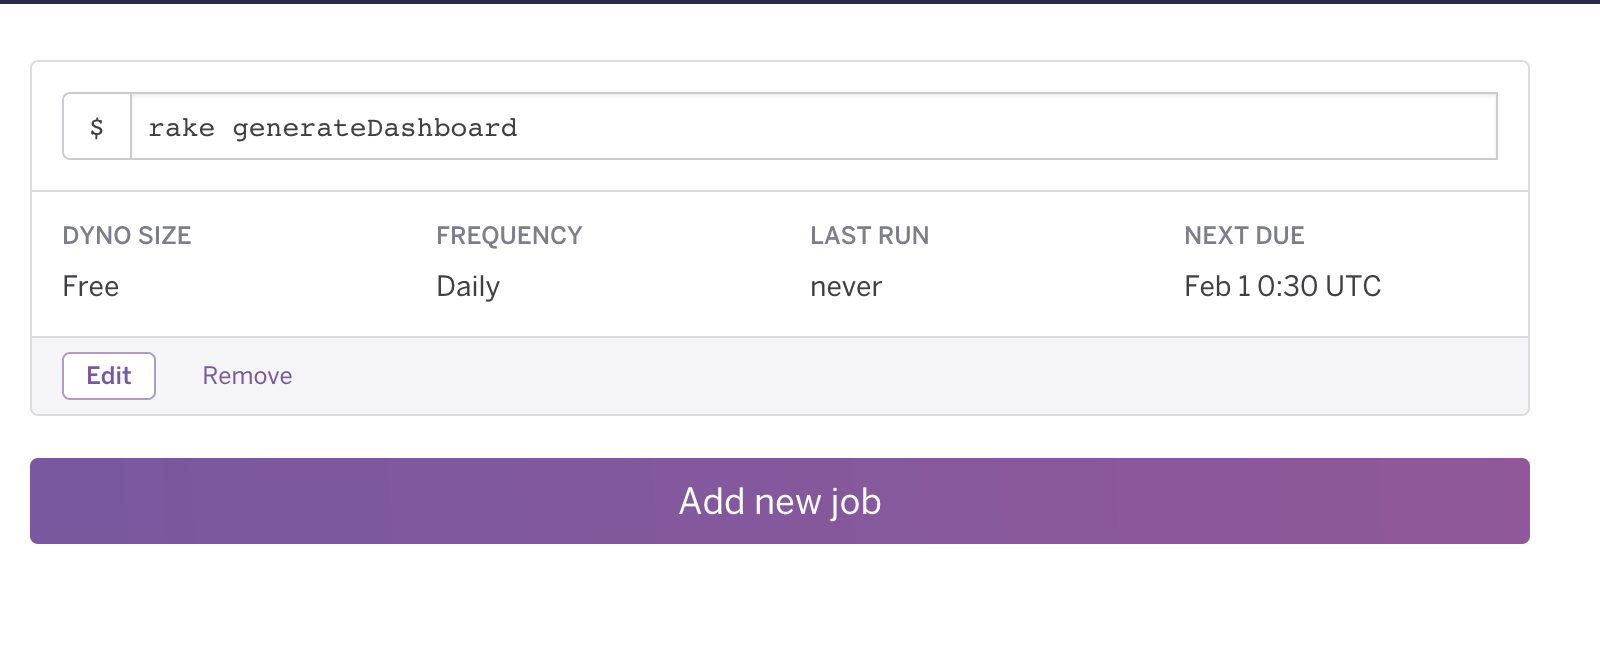 $ rake generateDashboard
DYNO SIZE FREQUENCY LAST RUN NEXT DUE
Free Daily never Feb 1 0:30 UTC
Edit Remove
Add new job